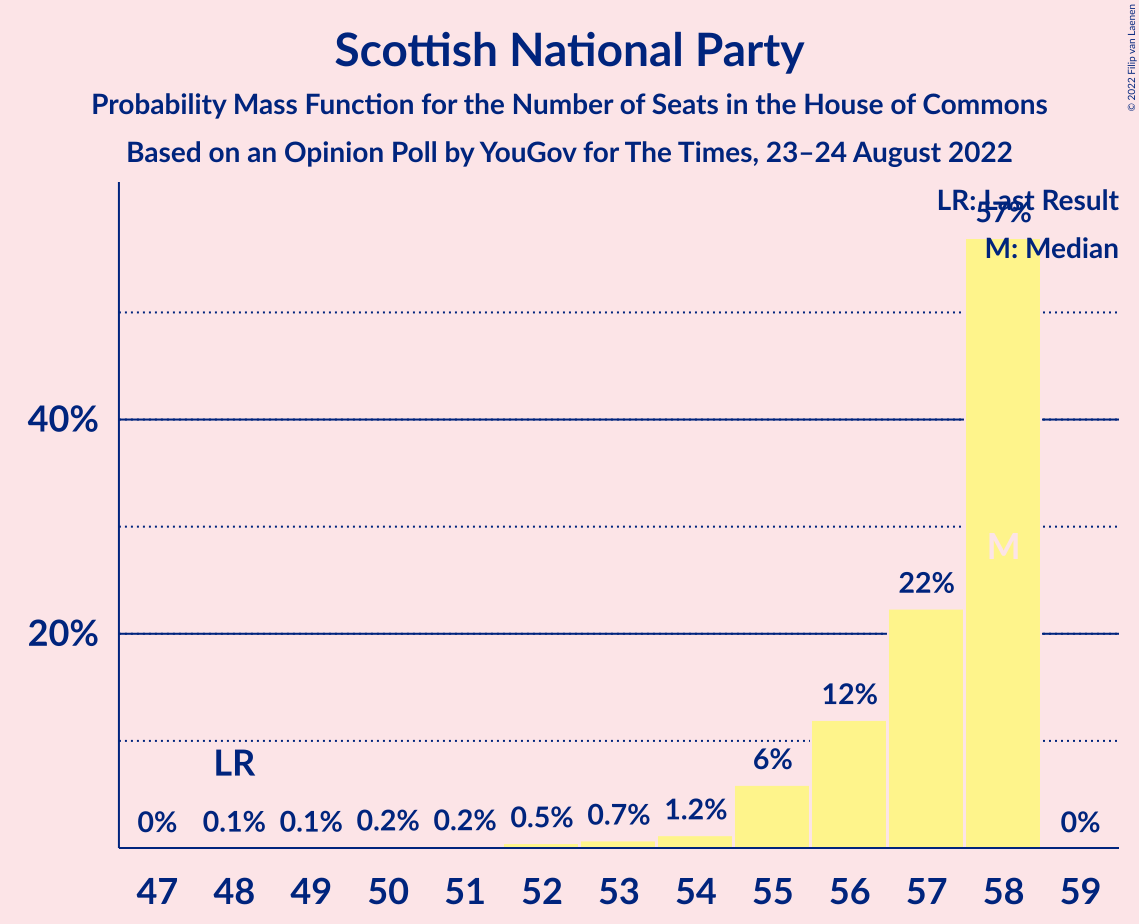 Scottish National Party
Probability Mass Function for the Number of Seats in the House of Commons
Based on an Opinion Poll by YouGov for The Times, 23–24 August 2022
© 2022 Filip van Laenen
LR: Last Result
57%
M: Median
40%
M
22%
20%
12%
LR
6%
0% 0.1% 0.1% 0.2% 0.2% 0.5% 0.7% 1.2% 0%
47 48 49 50 51 52 53 54 55 56 57 58 59